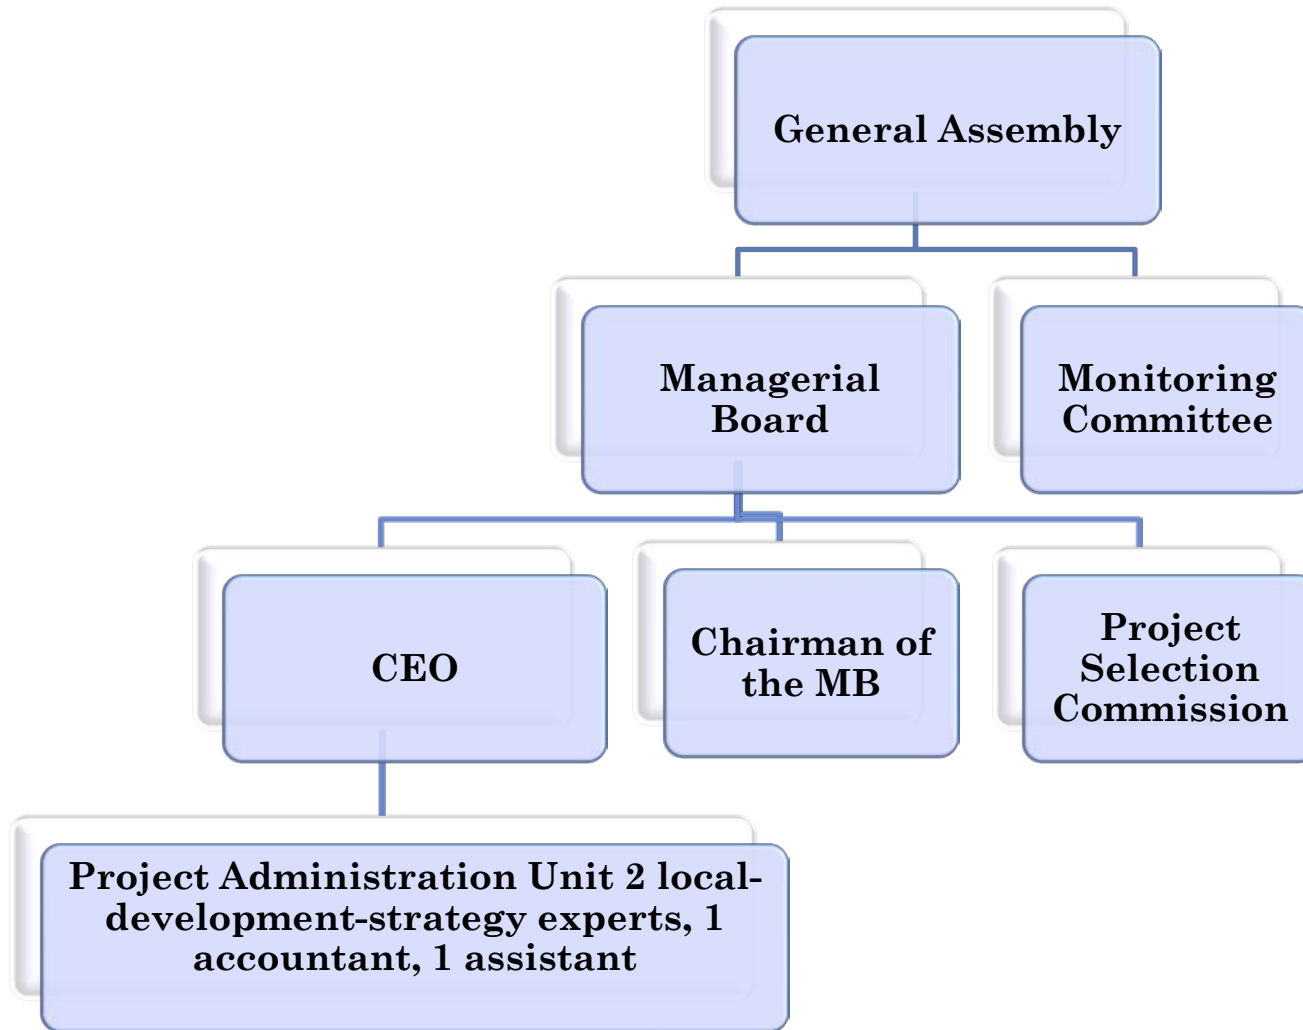 General Assembly
Managerial
Board
Monitoring
Committee
CEO
Chairman of
the MB
Project
Selection
Commission
Project Administration Unit 2 local-
development-strategy experts, 1
accountant, 1 assistant